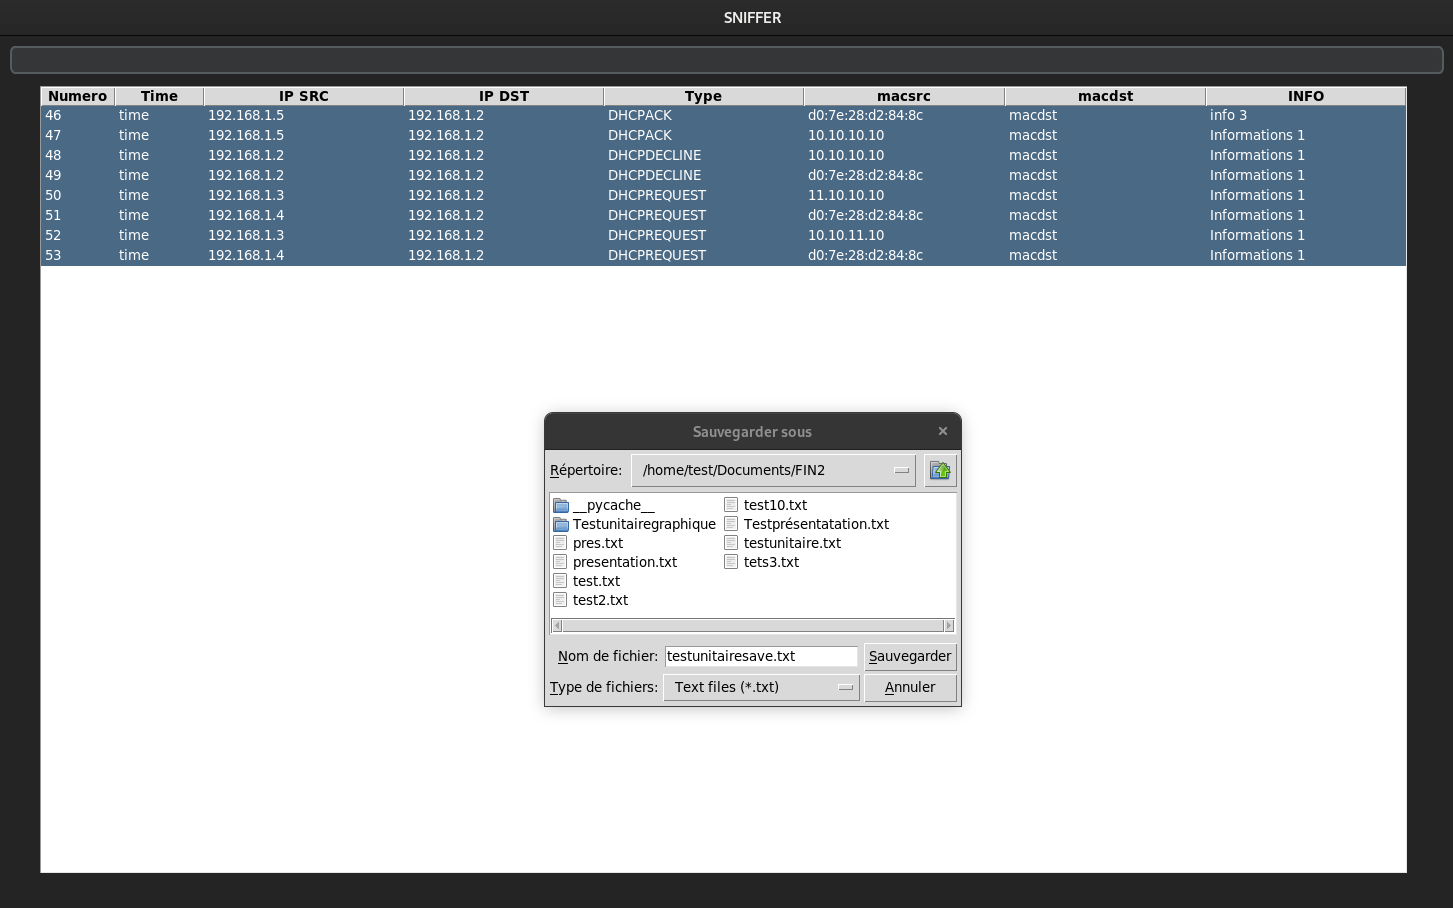 SNIFFER
Numero Time IP SRC IP DST Type macsrc macdst INFO
46 time 192.168.1.5 192.168.1.2 DHCPACK d0:7e:28:d2:84:8c macdst info 3
47 time 192.168.1.5 192.168.1.2 DHCPACK 10.10.10.10 macdst Informations 1
48 time 192.168.1.2 192.168.1.2 DHCPDECLINE 10.10.10.10 macdst Informations 1
49 time 192.168.1.2 192.168.1.2 DHCPDECLINE d0:7e:28:d2:84:8c macdst Informations 1
50 time 192.168.1.3 192.168.1.2 DHCPREQUEST 11.10.10.10 macdst Informations 1
51 time 192.168.1.4 192.168.1.2 DHCPREQUEST d0:7e:28:d2:84:8c macdst Informations 1
52 time 192.168.1.3 192.168.1.2 DHCPREQUEST 10.10.11.10 macdst Informations 1
53 time 192.168.1.4 192.168.1.2 DHCPREQUEST d0:7e:28:d2:84:8c macdst Informations 1
Sauvegarder sous ×
Répertoire: /home/test/Documents/FIN2
__pycache__ test10.txt
Testunitairegraphique Testprésentatation.txt
pres.txt testunitaire.txt
presentation.txt tets3.txt
test.txt
test2.txt
Nom de fichier: testunitairesave.txt Sauvegarder
Type de fichiers: Text files (*.txt) Annuler